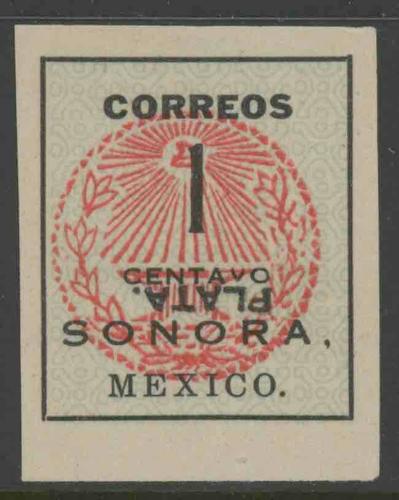 CORREOS
1
CENTAVO
PLATA.
SONORA,
MEXICO.